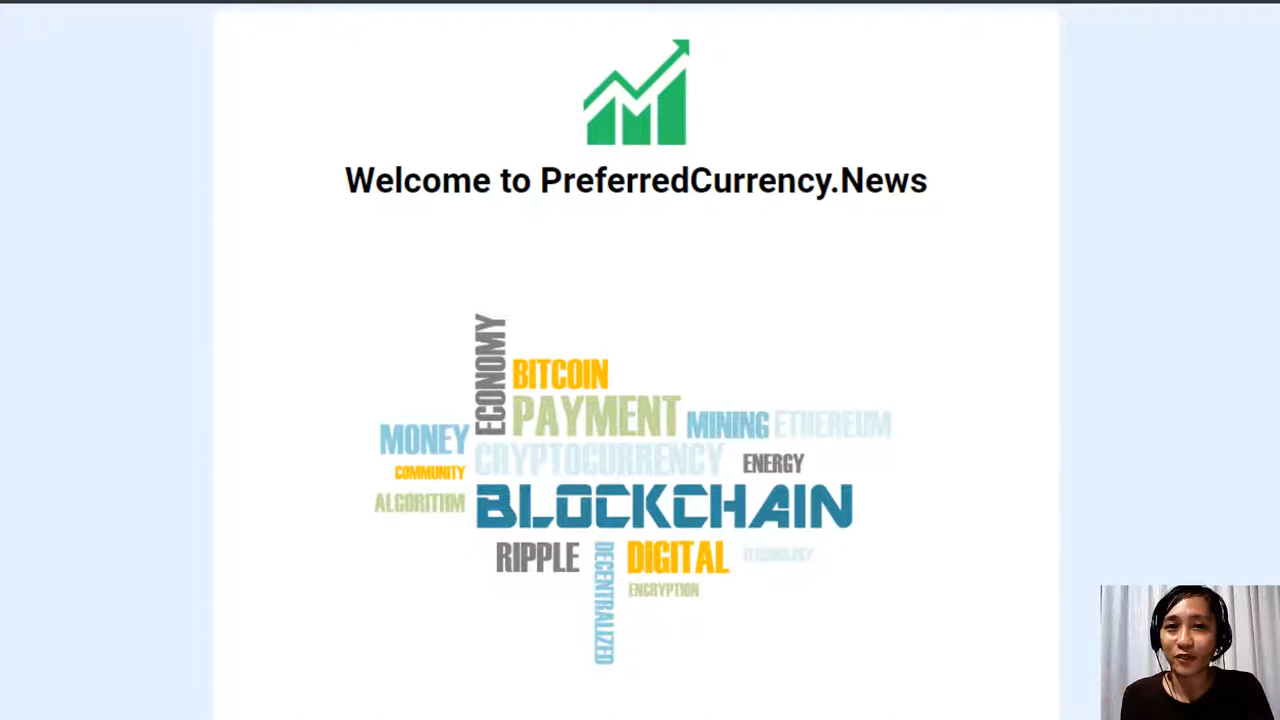 Welcome to PreferredCurrency.News
ECONOMY
BITCOIN
PAYMENT
MINING
ETHEREUM
MONEY
CRYPTOCURRENCY
ENERGY
COMMUNITY
ALGORITHM
BLOCKCHAIN
RIPPLE
DECENTRALIZED
DIGITAL
ENCRYPTION